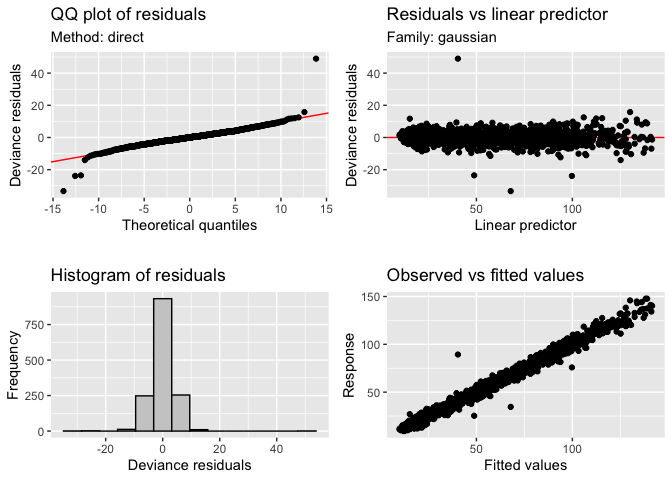 QQ plot of residuals
Method: direct
Deviance residuals
40
20
0
-20
-15
-10
-5
0
5
10
15
Theoretical quantiles
Residuals vs linear predictor
Family: gaussian
Deviance residuals
40
20
0
-20
50
100
Linear predictor
Histogram of residuals
Frequency
750
500
250
0
-20
0
20
40
Deviance residuals
Observed vs fitted values
Response
150
100
50
50
100
Fitted values